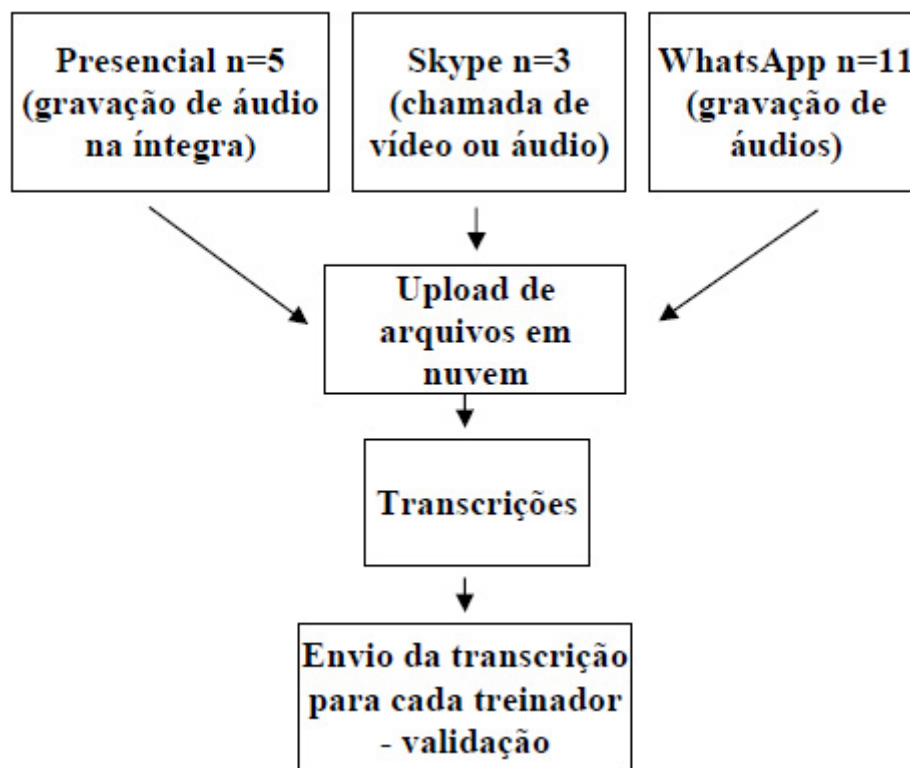 Presencial n=5
(gravação de áudio
na íntegra)
Skype n=3
(chamada de
vídeo ou áudio)
WhatsApp n=11
(gravação de
áudios)
Upload de
arquivos em
nuvem
Transcrições
Envio da transcrição
para cada treinador
- validação